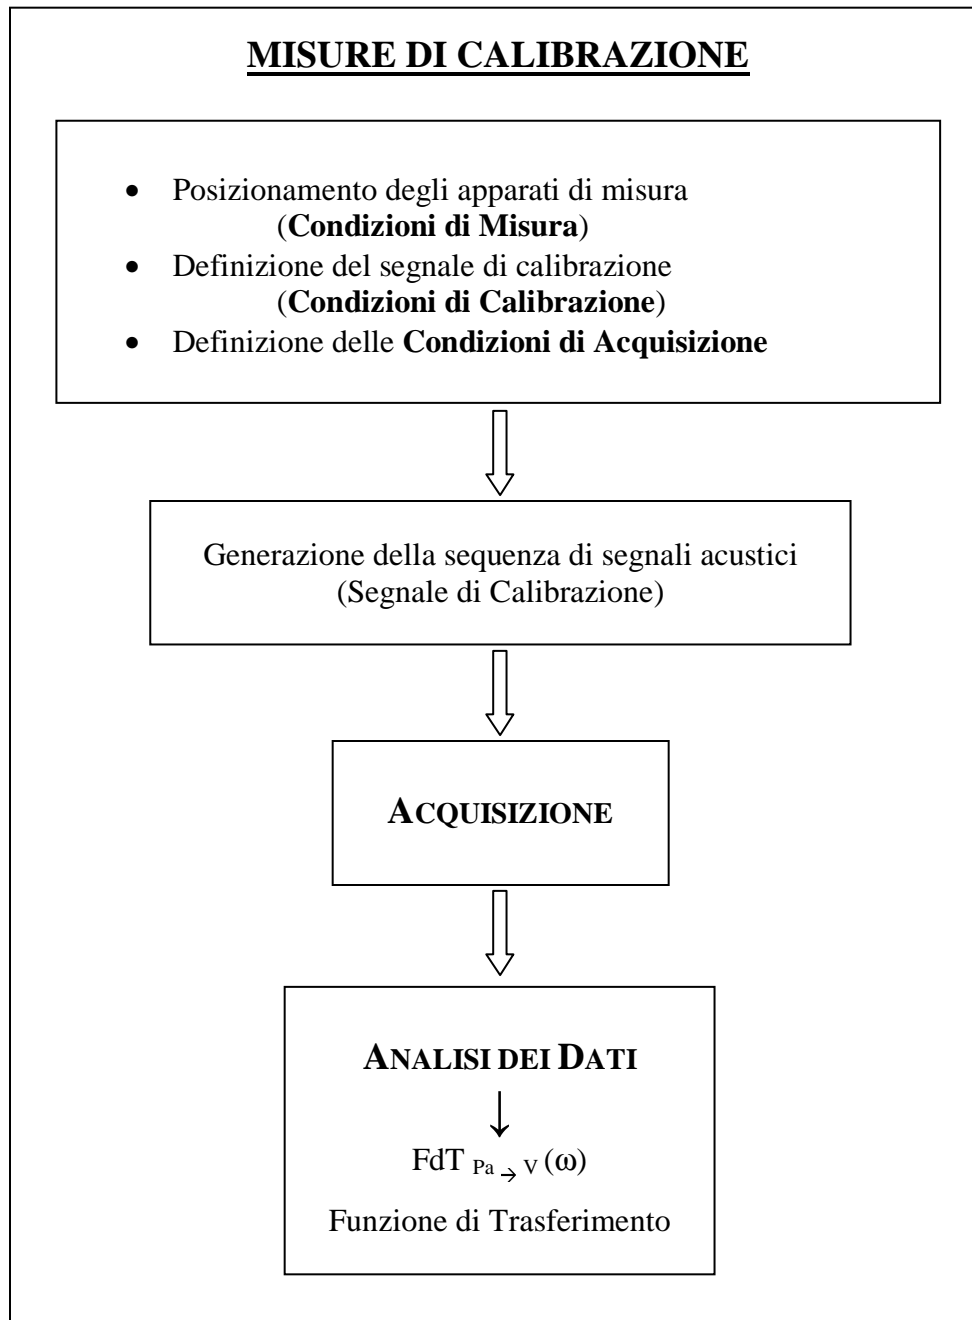 MISURE DI CALIBRAZIONE
• Posizionamento degli apparati di misura
(Condizioni di Misura)
• Definizione del segnale di calibrazione
(Condizioni di Calibrazione)
• Definizione delle Condizioni di Acquisizione
Generazione della sequenza di segnali acustici
(Segnale di Calibrazione)
ACQUISIZIONE
ANALISI DEI DATI
↓
FdT Pa → V (ω)
Funzione di Trasferimento